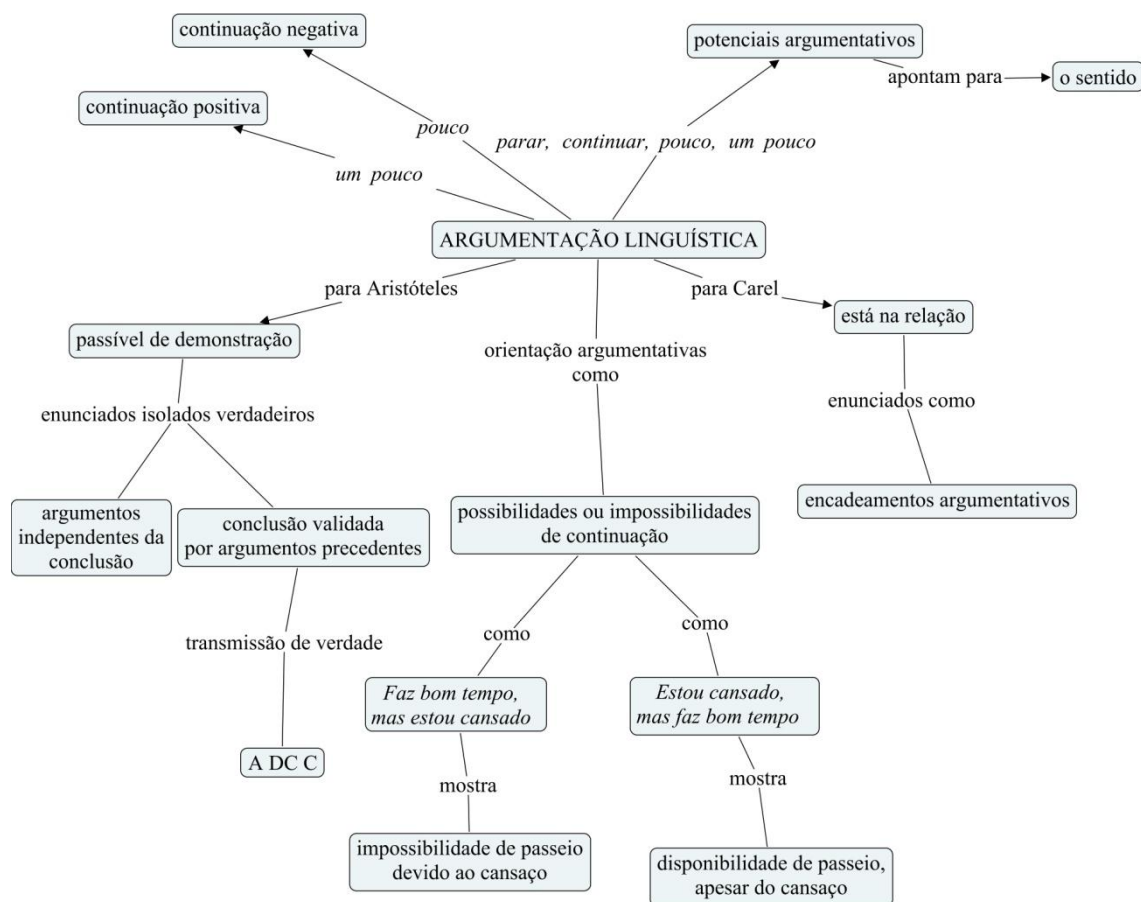 continuação negativa
potenciais argumentativos
apontam para
o sentido
continuação positiva
pouco
parar, continuar, pouco, um pouco
um pouco
ARGUMENTAÇÃO LINGUÍSTICA
para Aristóteles
para Carel
passível de demonstração
está na relação
orientação argumentativas
como
enunciados isolados verdadeiros
enunciados como
argumentos
independentes da
conclusão
conclusão validada
por argumentos precedentes
possibilidades ou impossibilidades
de continuação
encadeamentos argumentativos
transmissão de verdade
como
como
Faz bom tempo,
mas estou cansado
Estou cansado,
mas faz bom tempo
A DC C
mostra
mostra
impossibilidade de passeio
devido ao cansaço
disponibilidade de passeio,
apesar do cansaço